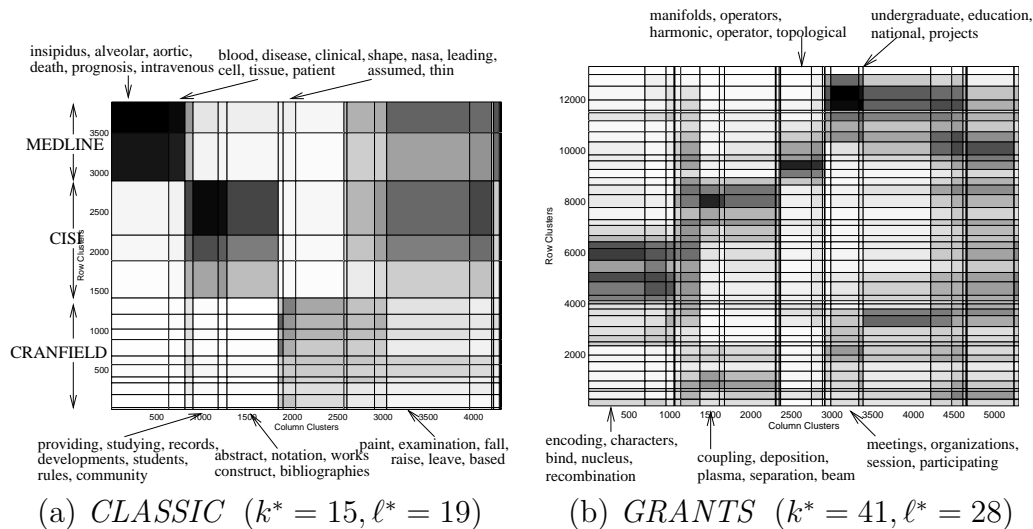 insipidus, alveolar, aortic,
death, prognosis, intravenous
blood, disease, clinical,
cell, tissue, patient
shape, nasa, leading,
assumed, thin
MEDLINE
CISI
CRANFIELD
Row Clusters
3500
3000
2500
2000
1500
1000
500
500
1000
1500
2000
2500
3000
3500
4000
Column Clusters
providing, studying, records,
developments, students,
rules, community
abstract, notation, works
construct, bibliographies
paint, examination, fall,
raise, leave, based
(a) CLASSIC (k* = 15, ℓ* = 19)
manifolds, operators,
harmonic, operator, topological
undergraduate, education,
national, projects
Row Clusters
12000
10000
8000
6000
4000
2000
500
1000
1500
2000
2500
3000
3500
4000
4500
5000
Column Clusters
encoding, characters,
bind, nucleus,
recombination
coupling, deposition,
plasma, separation, beam
meetings, organizations,
session, participating
(b) GRANTS (k* = 41, ℓ* = 28)